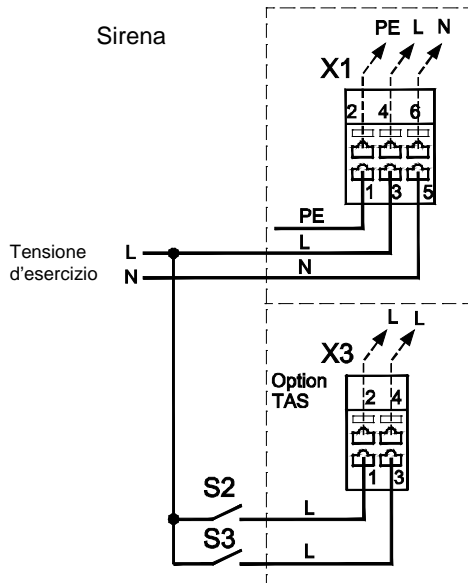 Sirena
PE L N
X1
2 4 6
1 3 5
PE
Tensione
d'esercizio
L
L
N
N
L L
X3
Option
TAS
2 4
1 3
S2
L
S3
L